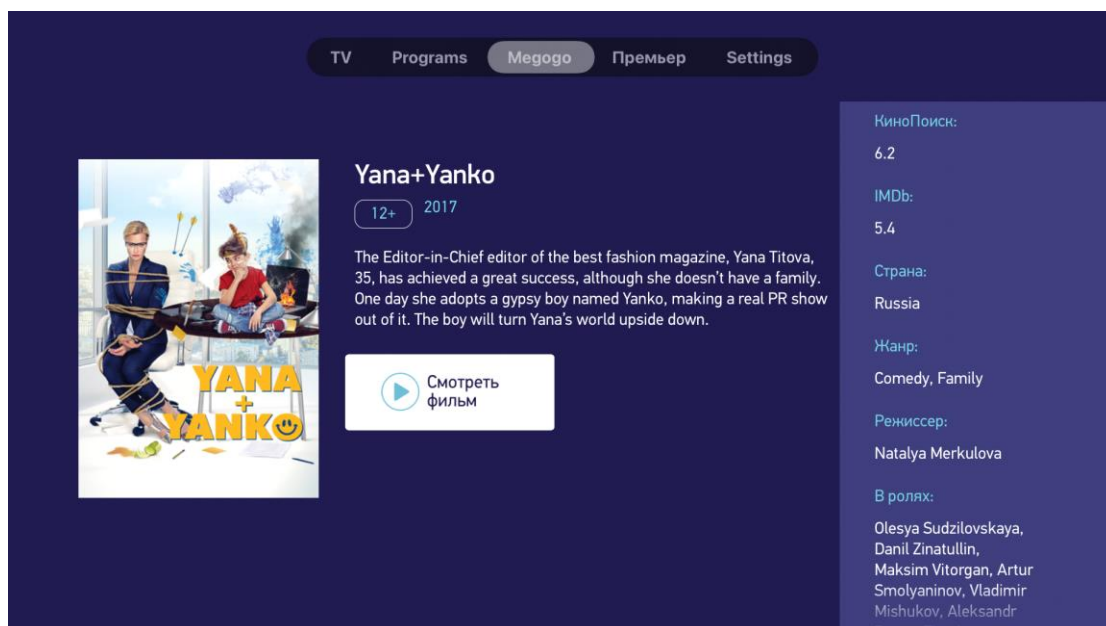 TV
Programs
Megogo
Премьер
Settings
Yana+Yanko
12+
2017
The Editor-in-Chief editor of the best fashion magazine, Yana Titova,
35, has achieved a great success, although she doesn't have a family.
One day she adopts a gypsy boy named Yanko, making a real PR show
out of it. The boy will turn Yana's world upside down.
Смотреть
фильм
YANA
+
YANKO
КиноПоиск:
6.2
IMDb:
5.4
Страна:
Russia
Жанр:
Comedy, Family
Режиссер:
Natalya Merkulova
В ролях:
Olesya Sudzilovskaya,
Danil Zinatullin,
Maksim Vitorgan, Artur
Smolyaninov, Vladimir
Mishukov, Aleksandr